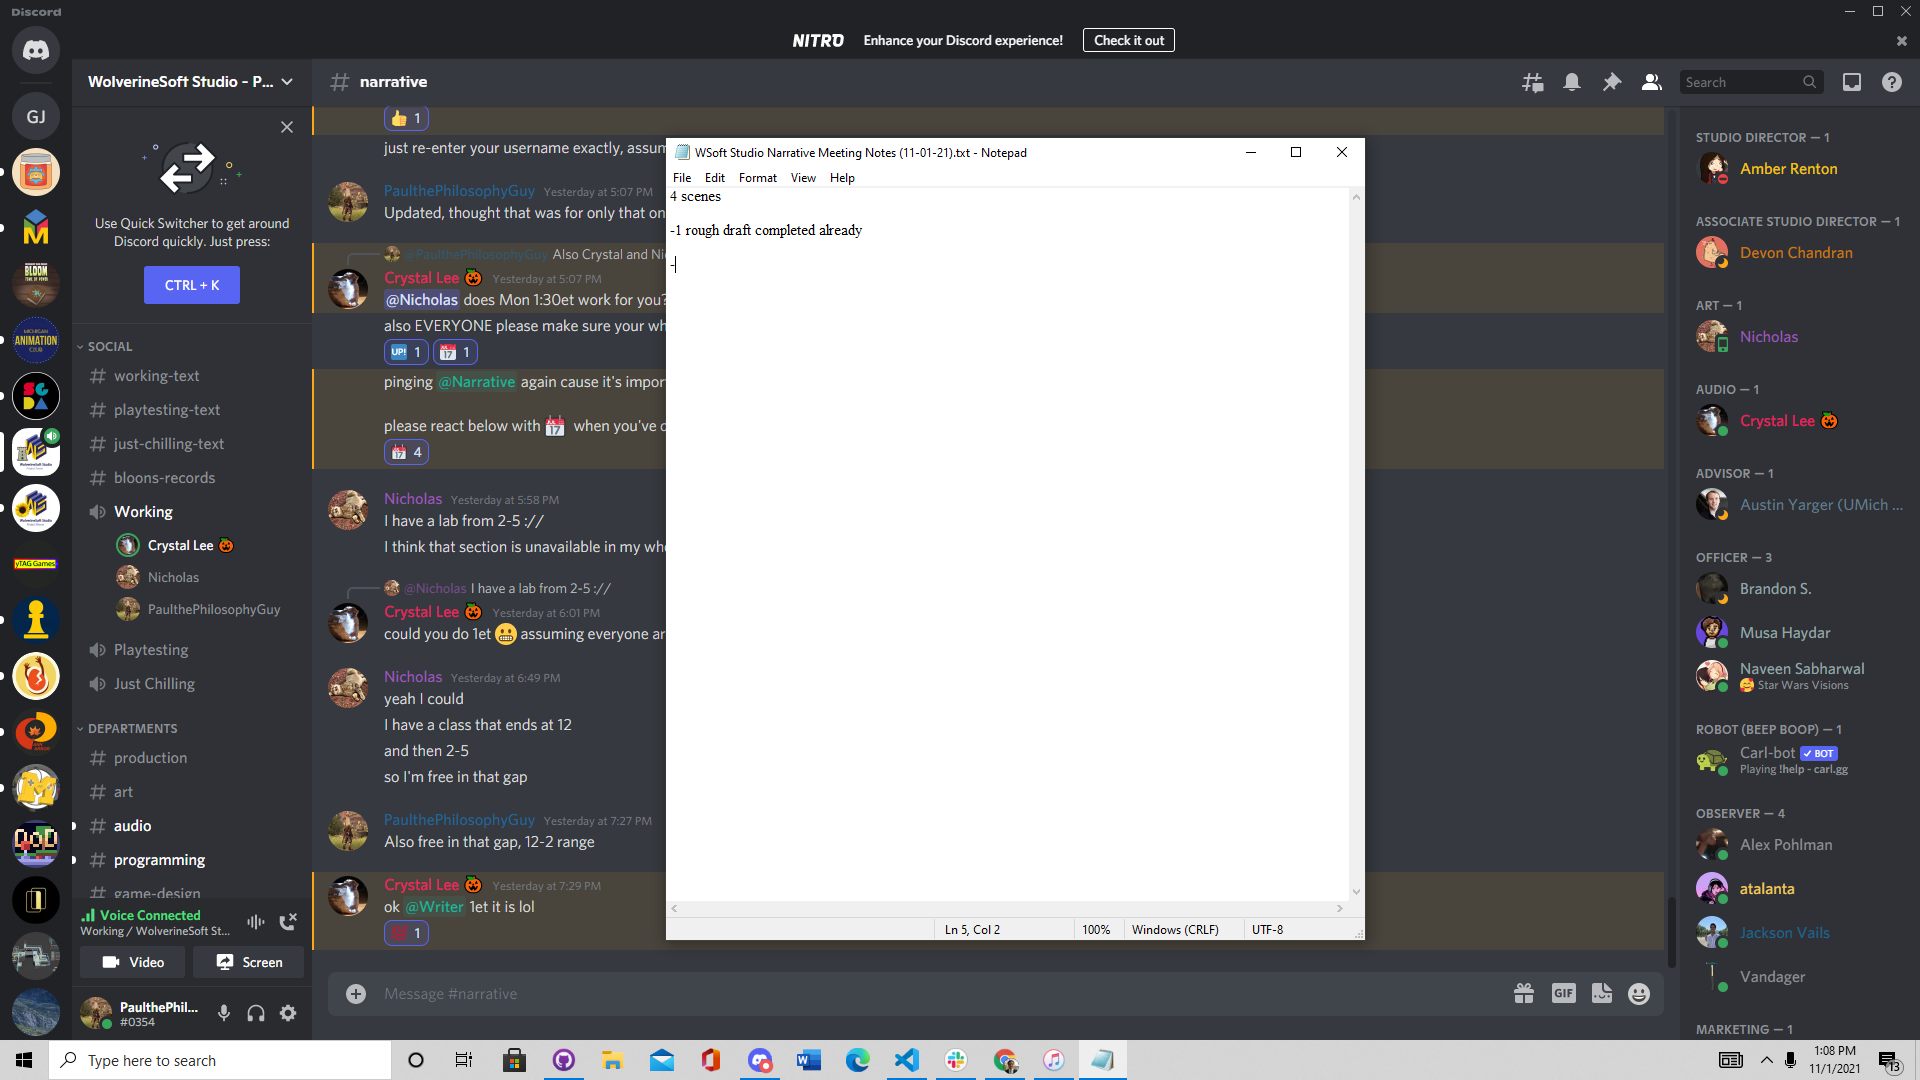 Discord
NITRO Enhance your Discord experience! Check it out
WolverineSoft Studio - P...
narrative
Search
GJ
Use Quick Switcher to get around
Discord quickly. Just press:
CTRL + K
SOCIAL
working-text
playtesting-text
just-chilling-text
bloons-records
Working
Crystal Lee
Nicholas
PaulthePhilosophyGuy
Playtesting
Just Chilling
DEPARTMENTS
production
art
audio
programming
game-design
Voice Connected
Working / WolverineSoft St...
Video
Screen
PaulthePhil...
#0354
BLOOM
MICHIGAN
ANIMATION
CLUB
yTAG Games
1
just re-enter your username exactly, assum
PaulthePhilosophyGuy Yesterday at 5:07 PM
Updated, thought that was for only that on
@PaulthePhilosophyGuy Also Crystal and Ni
Crystal Lee Yesterday at 5:07 PM
@Nicholas does Mon 1:30et work for you?
also EVERYONE please make sure your wh
UP! 1 JUL 17 1
pinging @Narrative again cause it's impor
please react below with JUL 17 when you've
JUL 17 4
Nicholas Yesterday at 5:58 PM
I have a lab from 2-5 ://
I think that section is unavailable in my wh
@Nicholas I have a lab from 2-5 ://
Crystal Lee Yesterday at 6:01 PM
could you do 1et assuming everyone ar
Nicholas Yesterday at 6:49 PM
yeah I could
I have a class that ends at 12
and then 2-5
so I'm free in that gap
PaulthePhilosophyGuy Yesterday at 7:27 PM
Also free in that gap, 12-2 range
Crystal Lee Yesterday at 7:29 PM
ok @Writer 1et it is lol
1
Message #narrative
GIF
WSoft Studio Narrative Meeting Notes (11-01-21).txt - Notepad
File Edit Format View Help
4 scenes
-1 rough draft completed already
-
Ln 5, Col 2 100% Windows (CRLF) UTF-8
STUDIO DIRECTOR — 1
Amber Renton
ASSOCIATE STUDIO DIRECTOR — 1
Devon Chandran
ART — 1
Nicholas
AUDIO — 1
Crystal Lee
ADVISOR — 1
Austin Yarger (UMich ...
OFFICER — 3
Brandon S.
Musa Haydar
Naveen Sabharwal
Star Wars Visions
ROBOT (BEEP BOOP) — 1
Carl-bot BOT
Playing !help - carl.gg
OBSERVER — 4
Alex Pohlman
atalanta
Jackson Vails
Vandager
MARKETING — 1
Type here to search
1:08 PM
11/1/2021
13